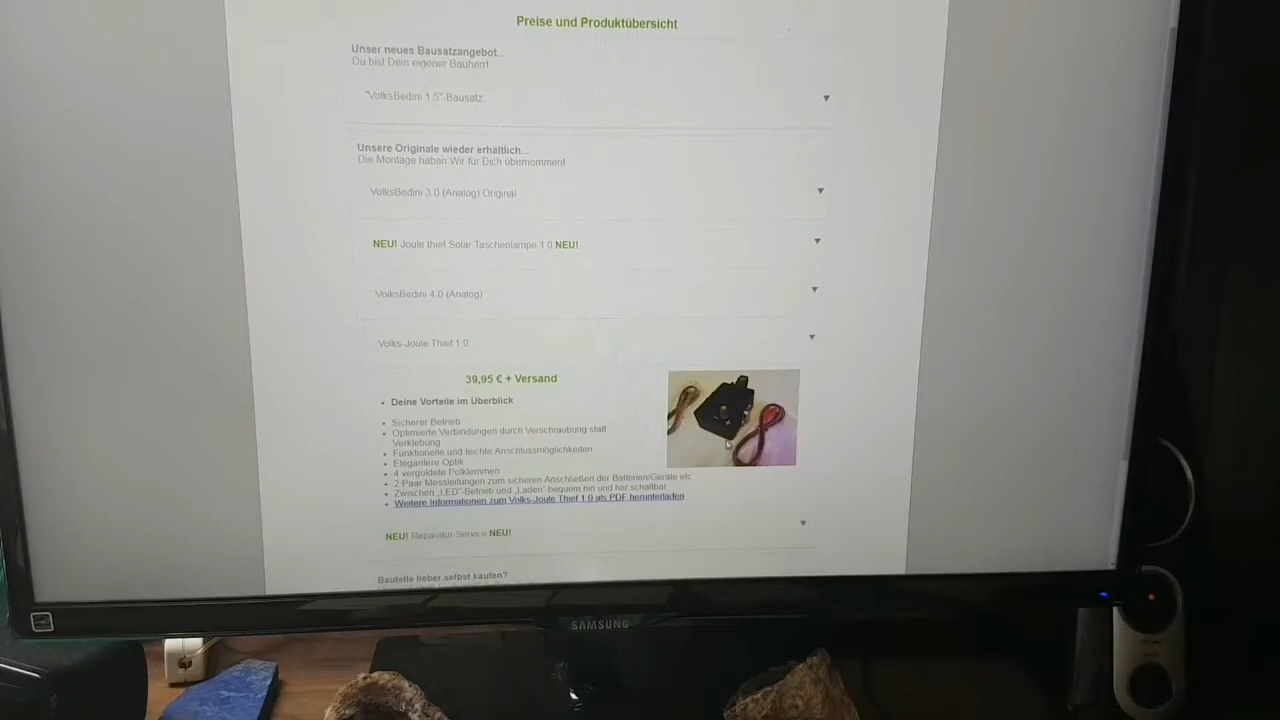 Preise und Produktübersicht
Unser neues Bausatzangebot...
Du bist Dein eigener Bauherr!
"VolksBedini 1.5"-Bausatz
Unsere Originale wieder erhältlich...
Die Montage haben Wir für Dich übernommen!
VolksBedini 3.0 (Analog) Original
NEU! Joule thief Solar Taschenlampe 1.0 NEU!
VolksBedini 4.0 (Analog)
Volks-Joule Thief 1.0
39,95 € + Versand
Deine Vorteile im Überblick
Sicherer Betrieb
Optimierte Verbindungen durch Verschraubung statt
Verklebung
Funktionelle und leichte Anschlussmöglichkeiten
Elegantere Optik
4 vergoldete Polklemmen
2 Paar Messleitungen zum sicheren Anschließen der Batterien/Geräte etc.
Zwischen „LED"-Betrieb und „Laden" bequem hin und her schaltbar
Weitere Informationen zum Volks-Joule Thief 1.0 als PDF herunterladen
NEU! Reparatur-Service NEU!
Bauteile lieber selbst kaufen?
SAMSUNG